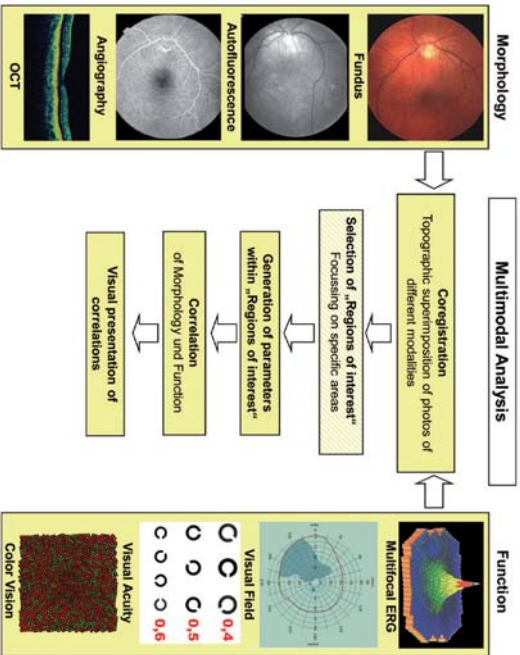 Multimodal Analysis
Morphology
Fundus
Autofluorescence
Angiography
OCT
Coregistration
Topographic superimposition of photos of
different modalities
Selection of „Regions of interest“
Focussing on specific areas
Generation of parameters
within „Regions of interest“
Correlation
of Morphology und Function
Visual presentation of
correlations
Function
Multifocal ERG
Visual Field
0,4
0,5
0,6
Visual Acuity
Color Vision